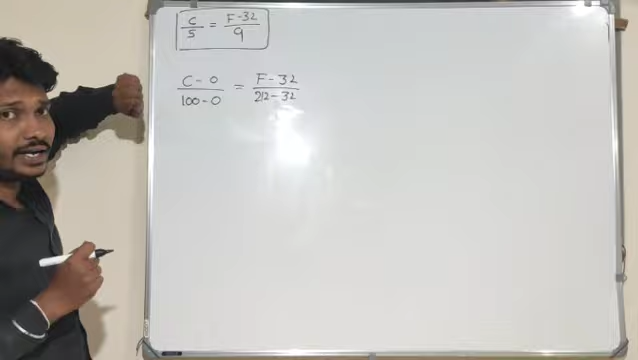 C/5 = F-32/9
C-0/100-0 = F-32/212-32